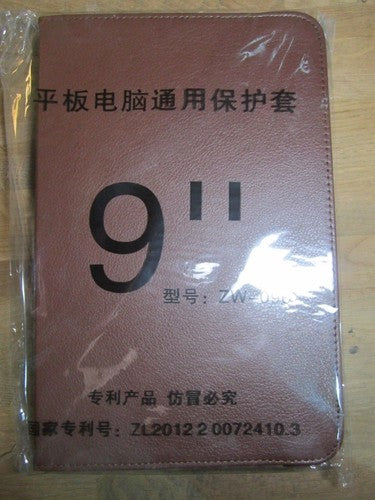 平板电脑通用保护套
9"
型号: ZW-
专利产品 仿冒必究
国家专利号: ZL2012 2 0072410.3